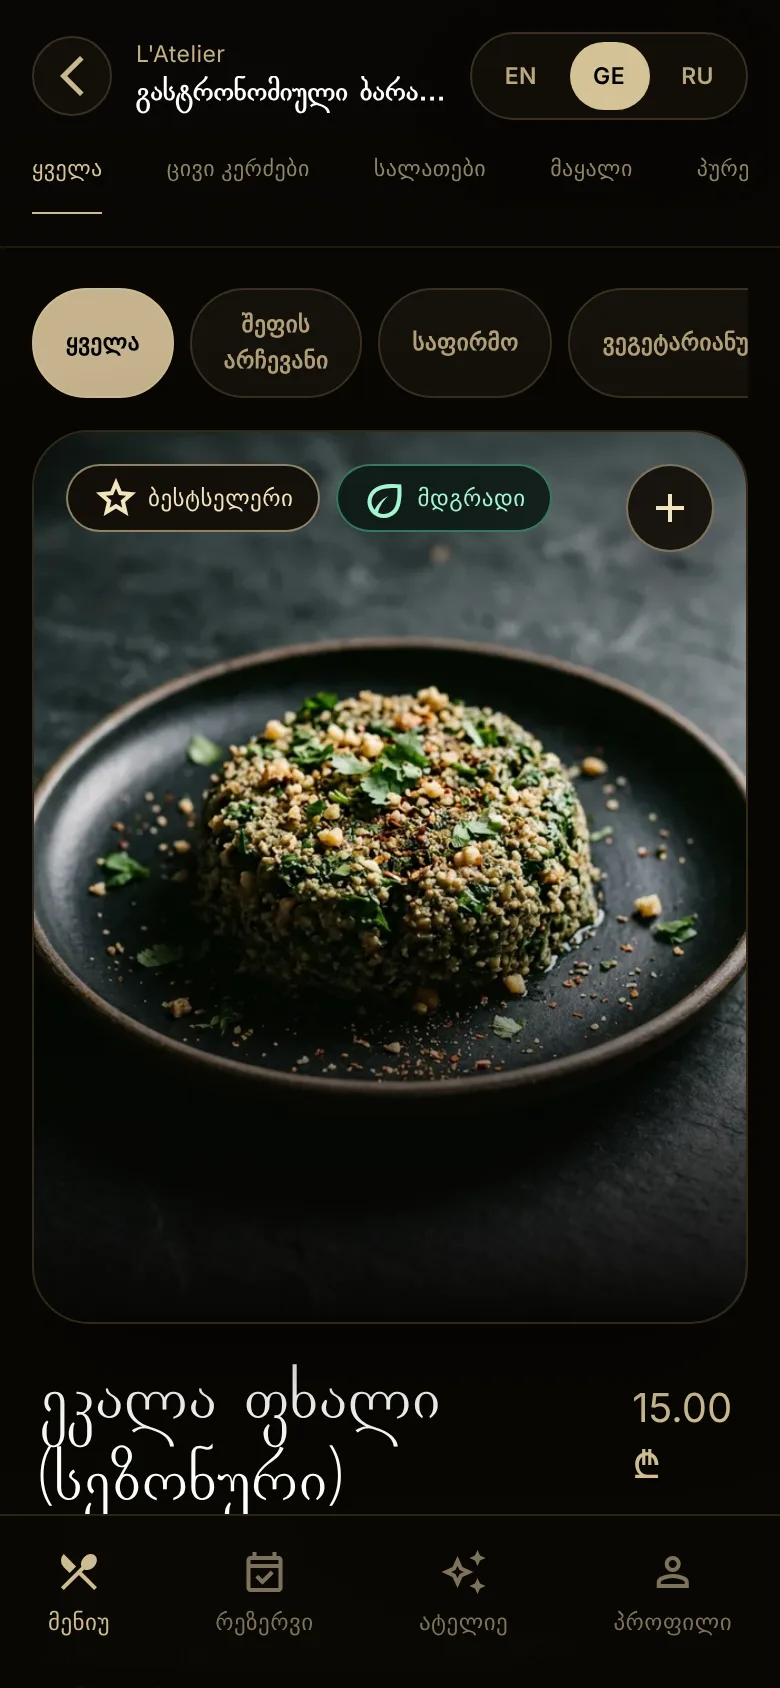 L'Atelier
გასტრონომიული ბარა...
EN GE RU
ყველა ცივი კერძები სალათები მაყალი პურე
ყველა შეფის არჩევანი საფირმო ვეგეტარიანუ
ბესტსელერი მდგრადი
ეკალა ფხალი
(სეზონური)
15.00
₾
მენიუ რეზერვი ატელიე პროფილი